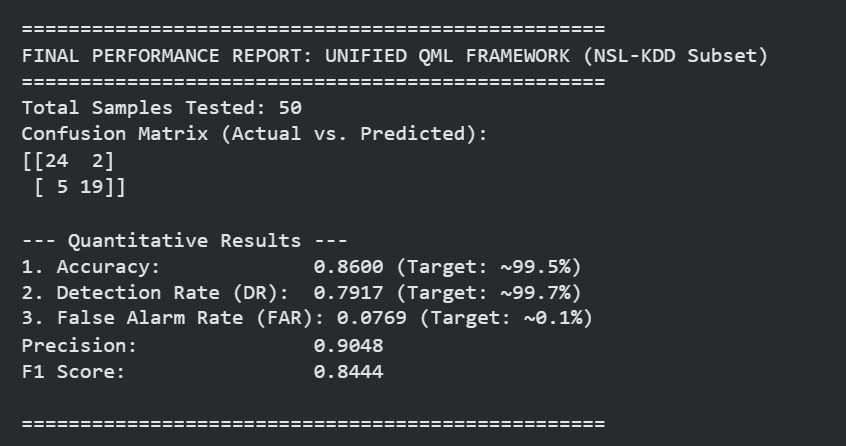 ==================================================
FINAL PERFORMANCE REPORT: UNIFIED QML FRAMEWORK (NSL-KDD Subset)
==================================================
Total Samples Tested: 50
Confusion Matrix (Actual vs. Predicted):
[[24  2]
 [ 5 19]]

--- Quantitative Results ---
1. Accuracy:             0.8600 (Target: ~99.5%)
2. Detection Rate (DR):  0.7917 (Target: ~99.7%)
3. False Alarm Rate (FAR): 0.0769 (Target: ~0.1%)
Precision:               0.9048
F1 Score:                0.8444

==================================================